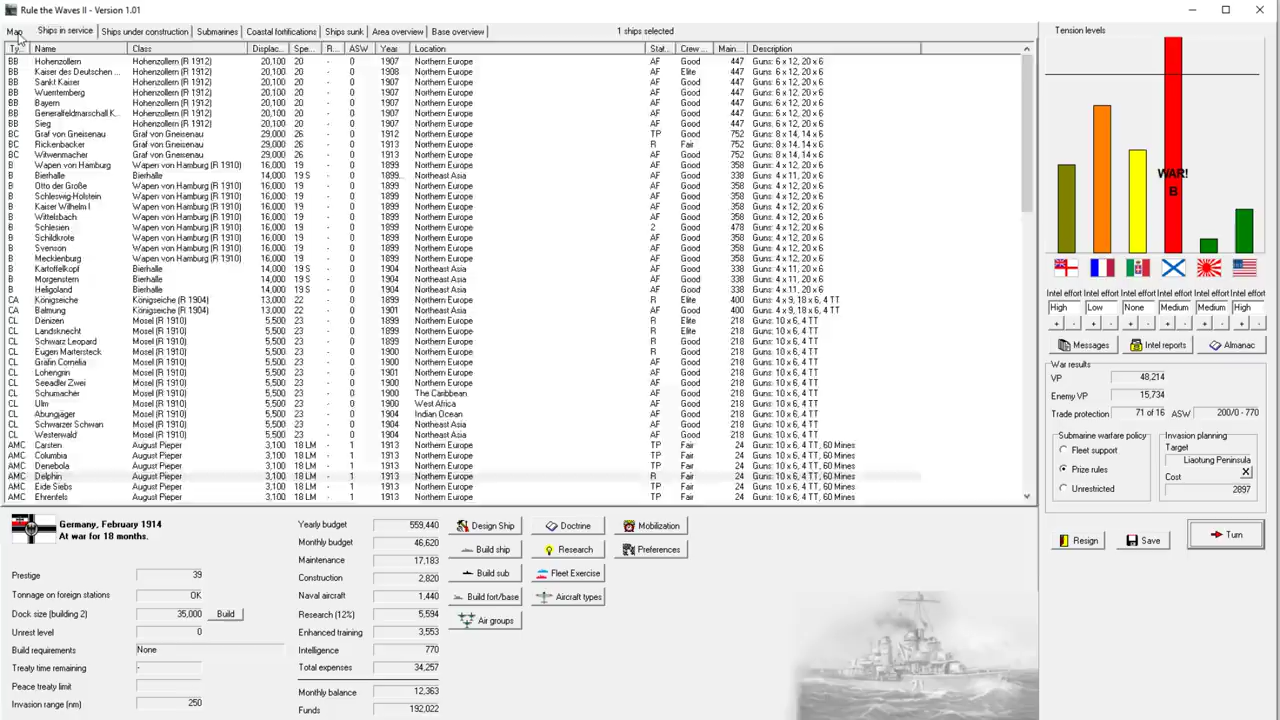 Rule the Waves II - Version 1.01
Map Ships in service Ships under construction Submarines Coastal fortifications Ships sunk Area overview Base overview 1 ships selected
Ty... Name Class Displac... Spe... R... ASW Year Location Stat... Crew ... Main... Description
BB Hohenzollern Hohenzollern (R 1912) 20,100 20 - 0 1907 Northern Europe AF Good 447 Guns: 6 x 12, 20 x 6
BB Kaiser des Deutschen ... Hohenzollern (R 1912) 20,100 20 - 0 1908 Northern Europe AF Elite 447 Guns: 6 x 12, 20 x 6
BB Sankt Kaiser Hohenzollern (R 1912) 20,100 20 - 0 1907 Northern Europe AF Good 447 Guns: 6 x 12, 20 x 6
BB Wuerttemberg Hohenzollern (R 1912) 20,100 20 - 0 1907 Northern Europe AF Good 447 Guns: 6 x 12, 20 x 6
BB Bayern Hohenzollern (R 1912) 20,100 20 - 0 1907 Northern Europe AF Good 447 Guns: 6 x 12, 20 x 6
BB Generalfeldmarschall K... Hohenzollern (R 1912) 20,100 20 - 0 1907 Northern Europe AF Good 447 Guns: 6 x 12, 20 x 6
BB Sieg Hohenzollern (R 1912) 20,100 20 - 0 1907 Northern Europe AF Good 447 Guns: 6 x 12, 20 x 6
BC Graf von Gneisenau Graf von Gneisenau 29,000 26 - 0 1912 Northern Europe TP Good 752 Guns: 8 x 14, 14 x 6
BC Rickenbacker Graf von Gneisenau 29,000 26 - 0 1913 Northern Europe R Fair 752 Guns: 8 x 14, 14 x 6
BC Witwenmacher Graf von Gneisenau 29,000 26 - 0 1913 Northern Europe AF Good 752 Guns: 8 x 14, 14 x 6
B Wapen von Hamburg Wapen von Hamburg (R 1910) 16,000 19 - 0 1899 Northern Europe AF Good 358 Guns: 4 x 12, 20 x 6
B Bierhalle Bierhalle 14,000 19 S - 0 1899... Northeast Asia AF Good 338 Guns: 4 x 11, 20 x 6
B Otto der Große Wapen von Hamburg (R 1910) 16,000 19 - 0 1899 Northern Europe AF Good 358 Guns: 4 x 12, 20 x 6
B Schleswig-Holstein Wapen von Hamburg (R 1910) 16,000 19 - 0 1899 Northern Europe AF Good 358 Guns: 4 x 12, 20 x 6
B Kaiser Wilhelm I Wapen von Hamburg (R 1910) 16,000 19 - 0 1899 Northern Europe AF Good 358 Guns: 4 x 12, 20 x 6
B Wittelsbach Wapen von Hamburg (R 1910) 16,000 19 - 0 1899 Northern Europe AF Good 358 Guns: 4 x 12, 20 x 6
B Schlesien Wapen von Hamburg (R 1910) 16,000 19 - 0 1899 Northern Europe 2 Good 478 Guns: 4 x 12, 20 x 6
B Schildkrote Wapen von Hamburg (R 1910) 16,000 19 - 0 1899 Northern Europe AF Good 358 Guns: 4 x 12, 20 x 6
B Svenson Wapen von Hamburg (R 1910) 16,000 19 - 0 1899 Northern Europe AF Good 358 Guns: 4 x 12, 20 x 6
B Mecklenburg Wapen von Hamburg (R 1910) 16,000 19 - 0 1899 Northern Europe AF Good 358 Guns: 4 x 12, 20 x 6
B Kartoffelkopf Bierhalle 14,000 19 S - 0 1904 Northeast Asia AF Good 338 Guns: 4 x 11, 20 x 6
B Morgenstern Bierhalle 14,000 19 S - 0 1904 Northeast Asia AF Good 338 Guns: 4 x 11, 20 x 6
B Heligoland Bierhalle 14,000 19 S - 0 1904 Northeast Asia AF Good 338 Guns: 4 x 11, 20 x 6
CA Königseiche Königseiche (R 1904) 13,000 22 - 0 1899 Northern Europe R Elite 400 Guns: 4 x 9, 18 x 6, 4 TT
CA Balmung Königseiche (R 1904) 13,000 22 - 0 1901 Northeast Asia AF Good 400 Guns: 4 x 9, 18 x 6, 4 TT
CL Denizen Mosel (R 1910) 5,500 23 - 0 1899 Northern Europe R Elite 218 Guns: 10 x 6, 4 TT
CL Landsknecht Mosel (R 1910) 5,500 23 - 0 1899 Northern Europe R Elite 218 Guns: 10 x 6, 4 TT
CL Schwarz Leopard Mosel (R 1910) 5,500 23 - 0 1899 Northern Europe R Good 218 Guns: 10 x 6, 4 TT
CL Eugen Martersteck Mosel (R 1910) 5,500 23 - 0 1900 Northern Europe R Good 218 Guns: 10 x 6, 4 TT
CL Grafin Cornelia Mosel (R 1910) 5,500 23 - 0 1900 Northern Europe AF Good 218 Guns: 10 x 6, 4 TT
CL Lohengrin Mosel (R 1910) 5,500 23 - 0 1901 Northern Europe AF Good 218 Guns: 10 x 6, 4 TT
CL Seeadler Zwei Mosel (R 1910) 5,500 23 - 0 1900 Northern Europe AF Good 218 Guns: 10 x 6, 4 TT
CL Schumacher Mosel (R 1910) 5,500 23 - 0 1900 The Caribbean AF Good 218 Guns: 10 x 6, 4 TT
CL Ulm Mosel (R 1910) 5,500 23 - 0 1900 West Africa AF Good 218 Guns: 10 x 6, 4 TT
CL Abungjäger Mosel (R 1910) 5,500 23 - 0 1904 Indian Ocean AF Good 218 Guns: 10 x 6, 4 TT
CL Schwarzer Schwan Mosel (R 1910) 5,500 23 - 0 1904 Northeast Asia AF Good 218 Guns: 10 x 6, 4 TT
CL Westerwald Mosel (R 1910) 5,500 23 - 0 1904 Northeast Asia AF Good 218 Guns: 10 x 6, 4 TT
AMC Carsten August Pieper 3,100 18 LM - 1 1913 Northern Europe TP Fair 24 Guns: 4 x 6, 4 TT, 60 Mines
AMC Columbia August Pieper 3,100 18 LM - 1 1913 Northern Europe TP Fair 24 Guns: 4 x 6, 4 TT, 60 Mines
AMC Denebola August Pieper 3,100 18 LM - 1 1913 Northern Europe TP Fair 24 Guns: 4 x 6, 4 TT, 60 Mines
AMC Delphin August Pieper 3,100 18 LM - 1 1913 Northern Europe R Fair 24 Guns: 4 x 6, 4 TT, 60 Mines
AMC Eide Siebs August Pieper 3,100 18 LM - 1 1913 Northern Europe TP Fair 24 Guns: 4 x 6, 4 TT, 60 Mines
AMC Ehrenfels August Pieper 3,100 18 LM - 1 1913 Northern Europe TP Fair 24 Guns: 4 x 6, 4 TT, 60 Mines
Tension levels
WAR!
B
Intel effort Intel effort Intel effort Intel effort Intel effort Intel effort
High Low None Medium Medium High
+ - + - + - + - + - + -
Messages Intel reports Almanac
War results
VP 48,214
Enemy VP 15,734
Trade protection 71 of 16 ASW 200/0 - 770
Submarine warfare policy
Fleet support
Prize rules
Unrestricted
Invasion planning
Target
Liaotung Peninsula
X
Cost
2897
Resign Save Turn
Germany, February 1914
At war for 18 months.
Prestige 39
Tonnage on foreign stations OK
Dock size (building 2) 35,000 Build
Unrest level 0
Build requirements None
Treaty time remaining -
Peace treaty limit
Invasion range (nm) 250
Yearly budget 559,440
Monthly budget 46,620
Maintenance 17,183
Construction 2,820
Naval aircraft 1,440
Research (12%) 5,594
Enhanced training 3,553
Intelligence 770
Total expenses 34,257
Monthly balance 12,363
Funds 192,022
Design Ship Doctrine Mobilization
Build ship Research Preferences
Build sub Fleet Exercise
Build fort/base Aircraft types
Air groups